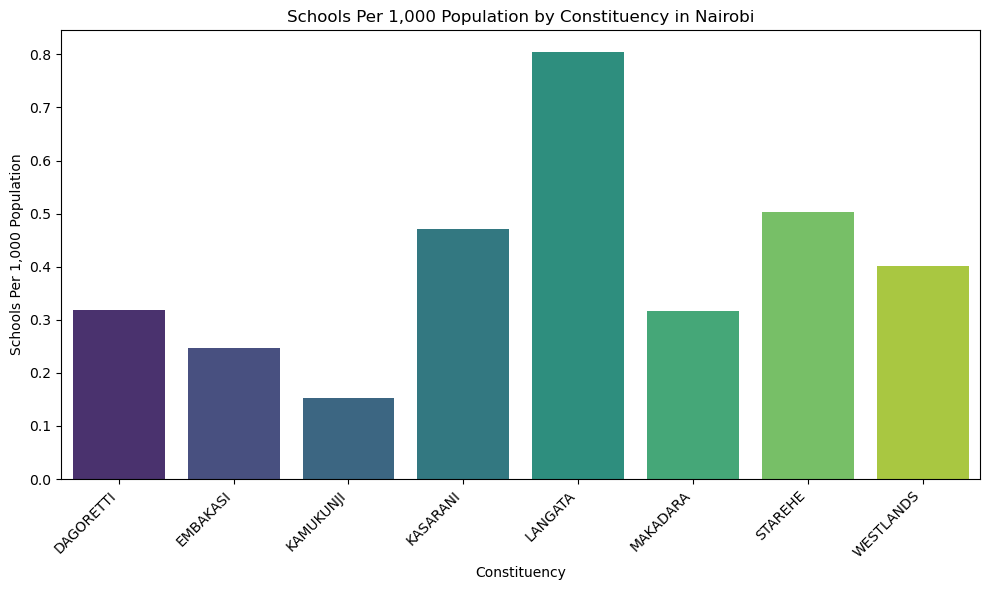 Schools Per 1,000 Population by Constituency in Nairobi
Schools Per 1,000 Population
0.8
0.7
0.6
0.5
0.4
0.3
0.2
0.1
0.0
DAGORETTI
EMBAKASI
KAMUKUNJI
KASARANI
LANGATA
MAKADARA
STAREHE
WESTLANDS
Constituency